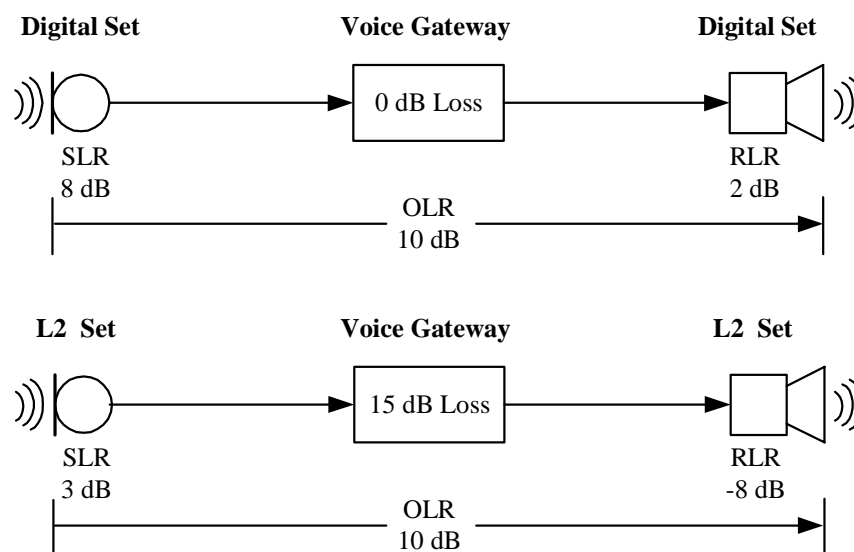 Digital Set Voice Gateway Digital Set
0 dB Loss
SLR RLR
8 dB 2 dB
OLR
10 dB
L2 Set Voice Gateway L2 Set
15 dB Loss
SLR RLR
3 dB -8 dB
OLR
10 dB